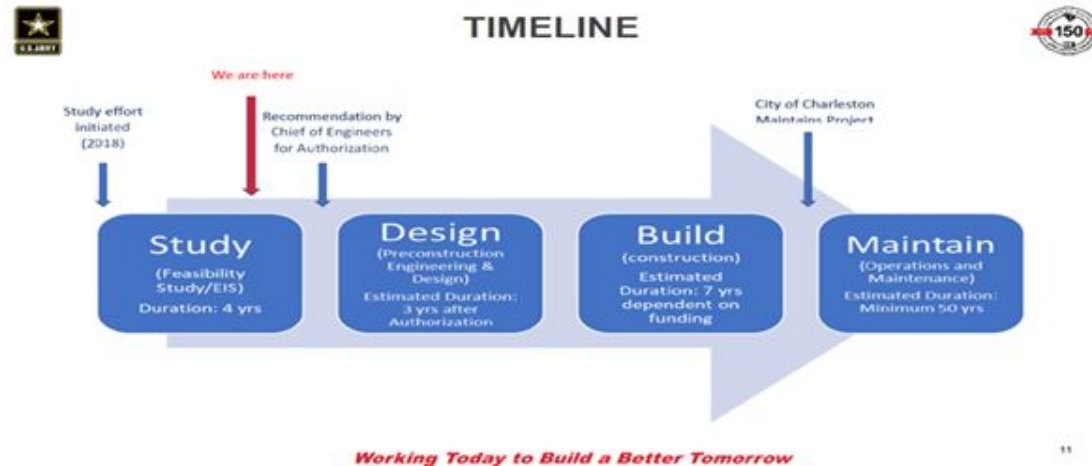 TIMELINE
U.S.ARMY
150
We are here
Study effort
initiated
(2018)
Recommendation by
Chief of Engineers
for Authorization
City of Charleston
Maintains Project
Study
(Feasibility
Study/EIS)
Duration: 4 yrs
Design
(Preconstruction
Engineering &
Design)
Estimated Duration:
3 yrs after
Authorization
Build
(construction)
Estimated
Duration: 7 yrs
dependent on
funding
Maintain
(Operations and
Maintenance)
Estimated Duration:
Minimum 50 yrs
Working Today to Build a Better Tomorrow
11